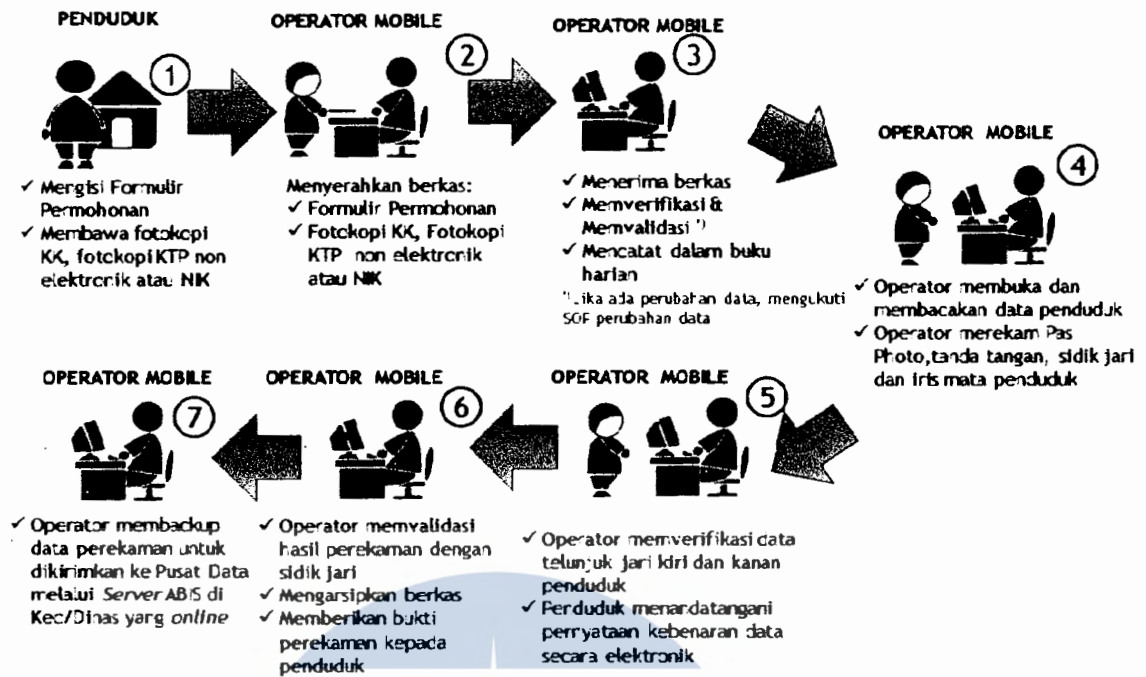 PENDUDUK
1
✓ Mengisi Formulir
Permohonan
✓ Membawa fotokopi
KK, fotokopi KTP non
elektronik atau NIK
OPERATOR MOBILE
2
Menyerahkan berkas:
✓ Formulir Permohonan
✓ Fotokopi KK, Fotokopi
KTP non elektronik
atau NIK
OPERATOR MOBILE
3
✓ Menerima berkas
✓ Memverifikasi &
Memvalidasi *)
✓ Mencatat dalam buku
harian
*) Jika ada perubahan data, mengukuti
SOP perubahan data
OPERATOR MOBILE
4
✓ Operator membuka dan
membacakan data penduduk
✓ Operator merekam Pas
Photo,tanda tangan, sidik jari
dan iris mata penduduk
OPERATOR MOBILE
5
✓ Operator memverifikasi data
telunjuk jari kiri dan kanan
penduduk
✓ Penduduk menandatangani
pernyataan kebenaran data
secara elektronik
OPERATOR MOBILE
6
✓ Operator memvalidasi
hasil perekaman dengan
sidik jari
✓ Mengarsipkan berkas
✓ Memberikan bukti
perekaman kepada
penduduk
OPERATOR MOBILE
7
✓ Operator membackup
data perekaman untuk
dikirimkan ke Pusat Data
melalui Server ABIS di
Kec/Dinas yang online